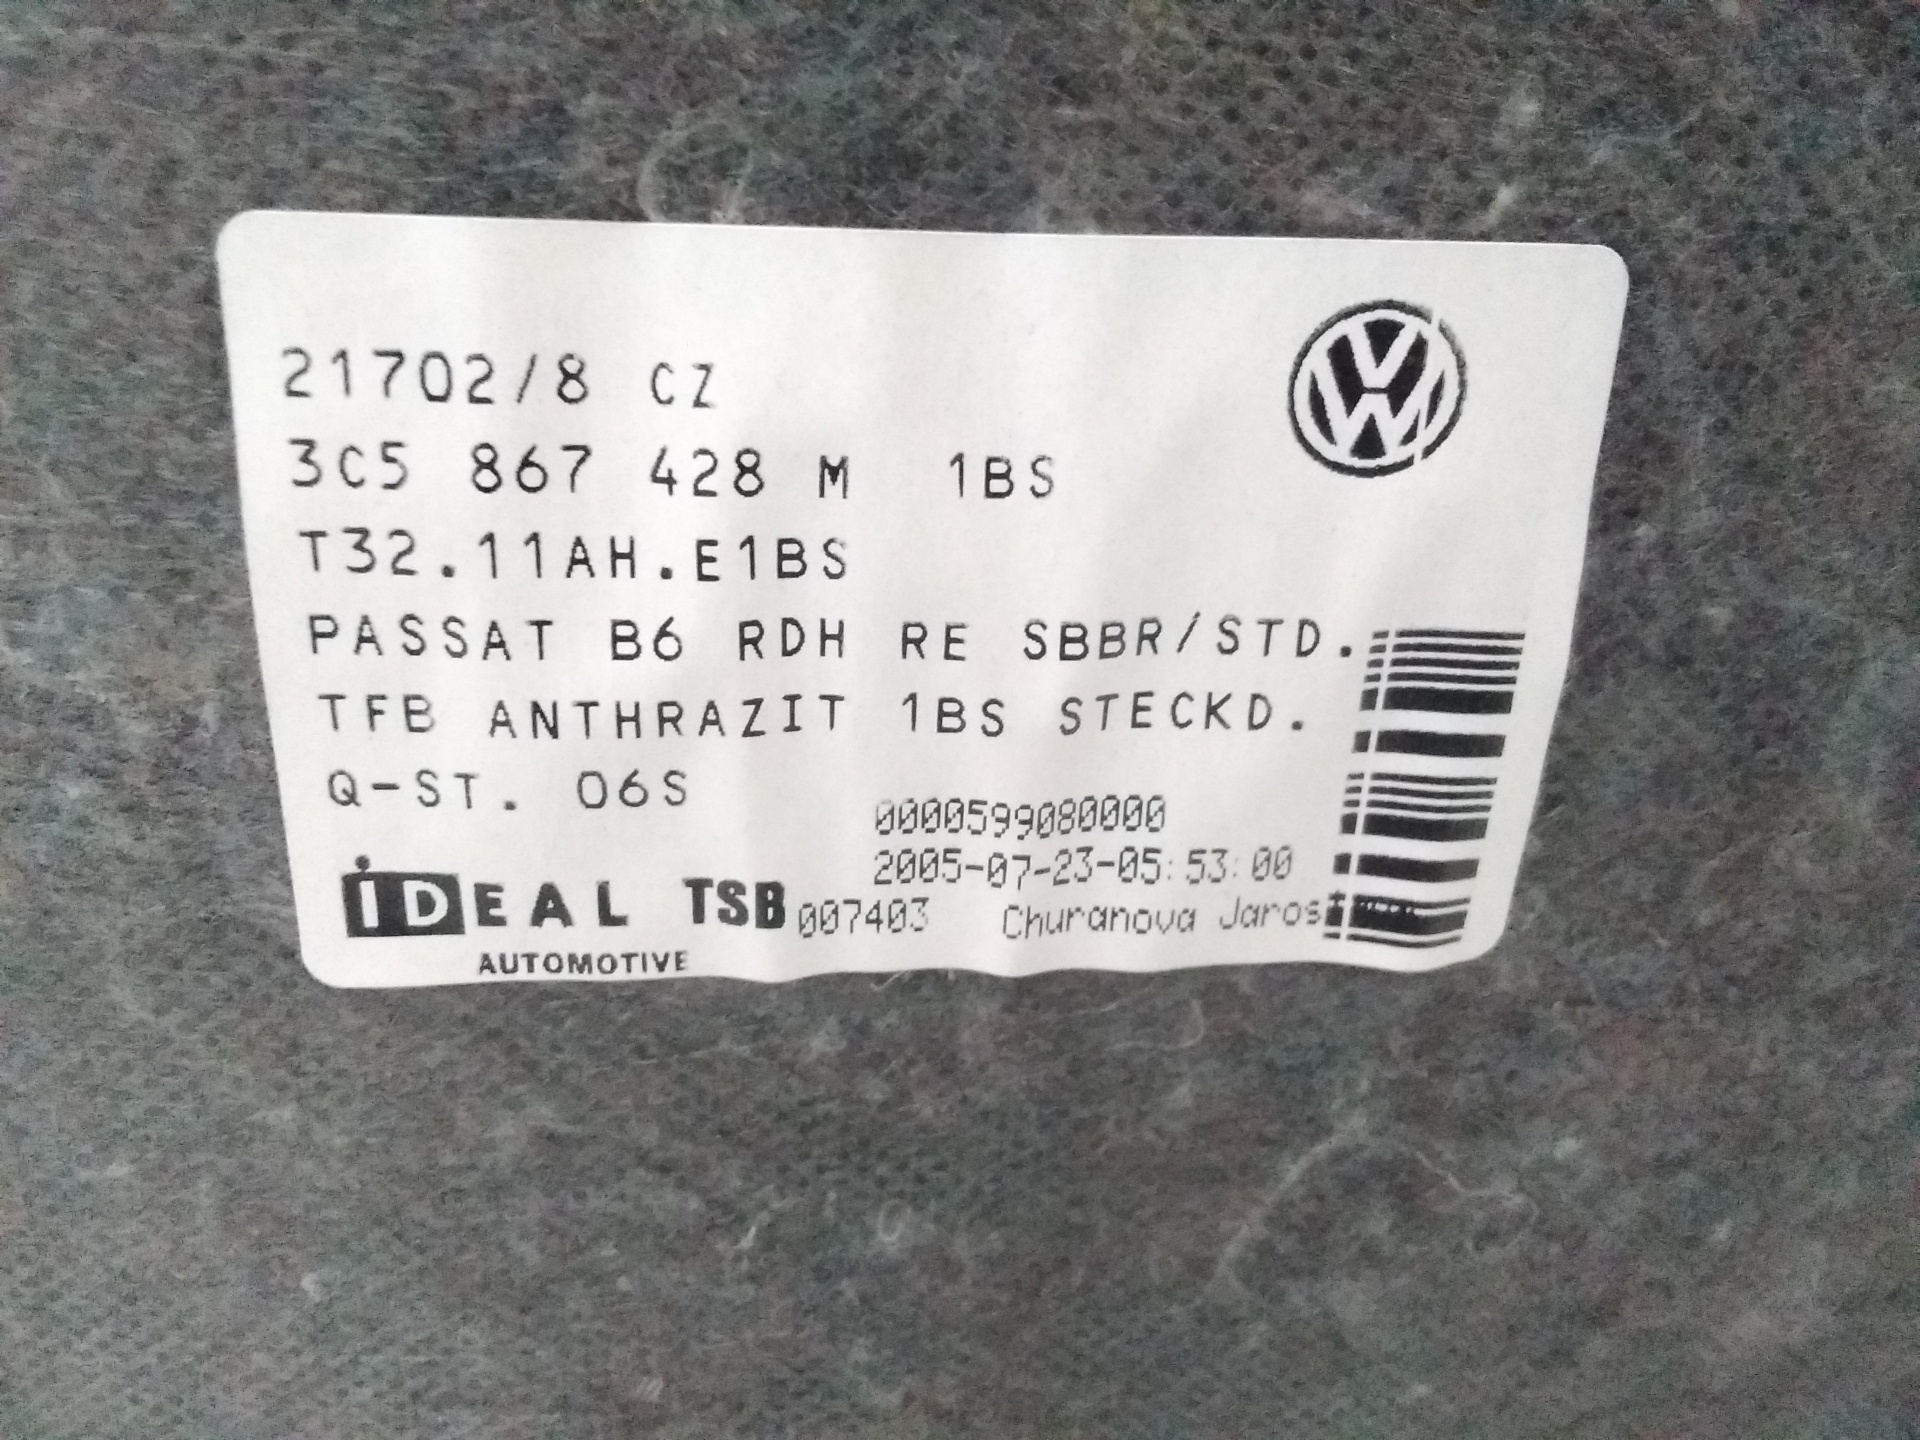 21702/8 CZ
3C5 867 428 M 1BS
T32.11AH.E1BS
PASSAT B6 RDH RE SBBR/STD.
TFB ANTHRAZIT 1BS STECKD.
Q-ST. 06S
0000599080000
2005-07-23-05:53:00
iDEAL TSB 007403 Churanova Jaros
AUTOMOTIVE